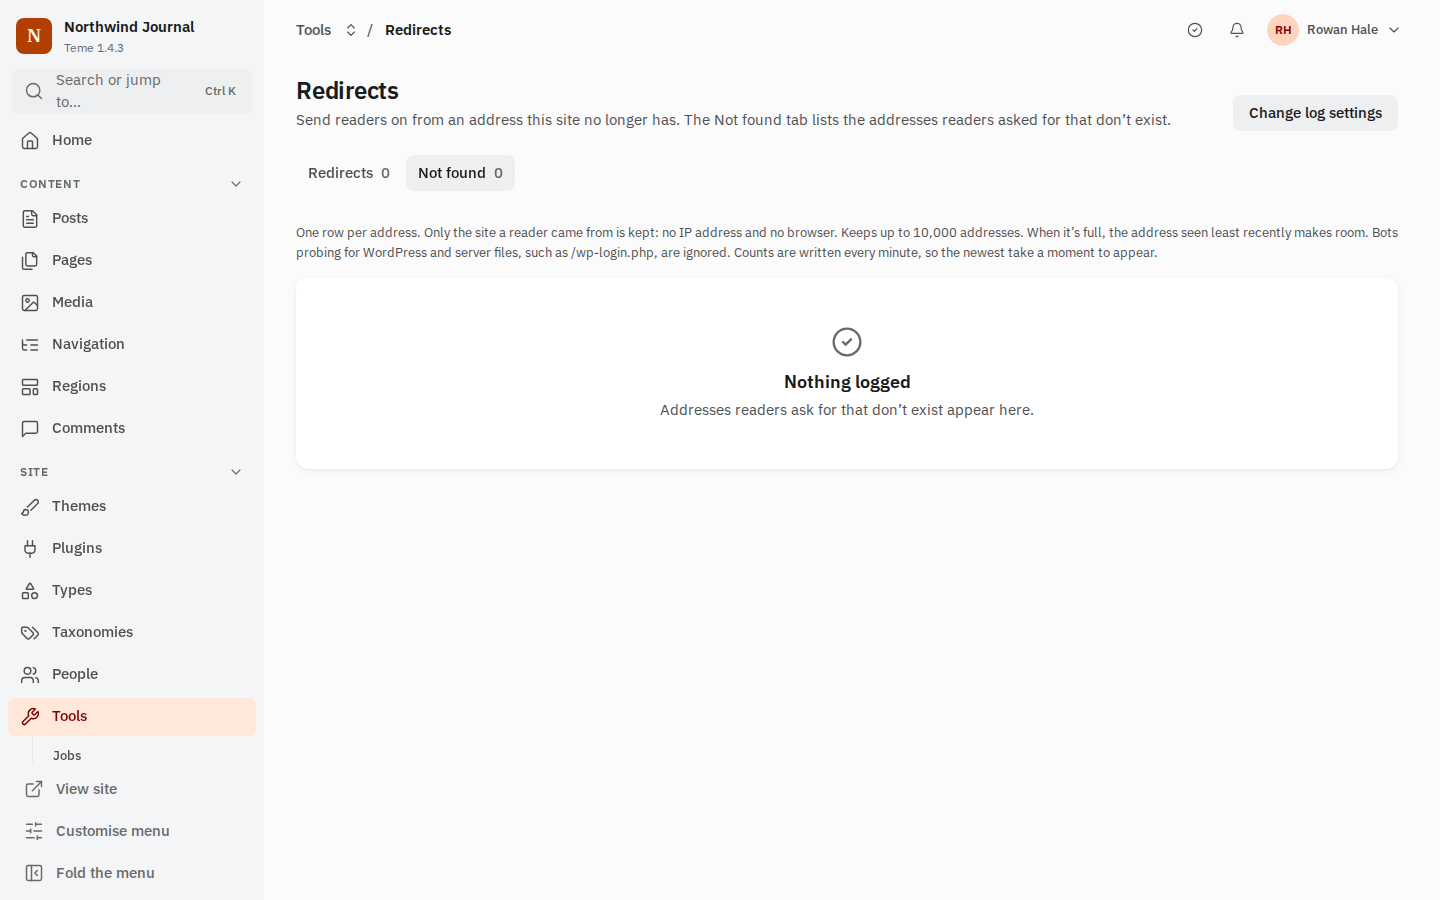 N
Northwind Journal
Teme 1.4.3
Search or jump
to...
Ctrl K
Home
CONTENT
Posts
Pages
Media
Navigation
Regions
Comments
SITE
Themes
Plugins
Types
Taxonomies
People
Tools
Jobs
View site
Customise menu
Fold the menu
Tools / Redirects
RH Rowan Hale
Redirects
Send readers on from an address this site no longer has. The Not found tab lists the addresses readers asked for that don’t exist.
Change log settings
Redirects 0
Not found 0
One row per address. Only the site a reader came from is kept: no IP address and no browser. Keeps up to 10,000 addresses. When it’s full, the address seen least recently makes room. Bots
probing for WordPress and server files, such as /wp-login.php, are ignored. Counts are written every minute, so the newest take a moment to appear.
Nothing logged
Addresses readers ask for that don’t exist appear here.